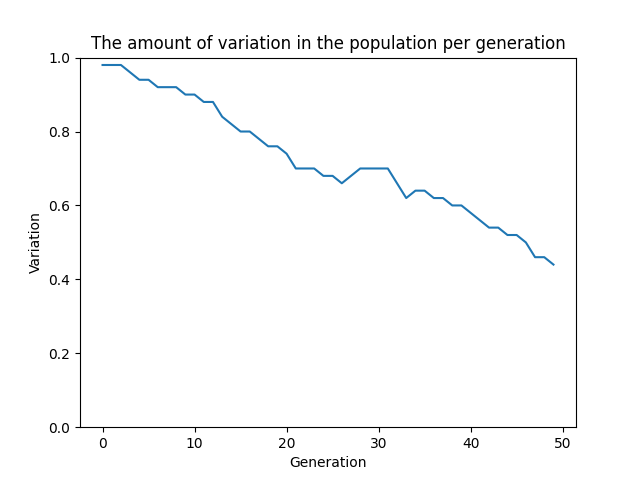 The amount of variation in the population per generation
1.0
0.8
0.6
0.4
0.2
0.0
Variation
0 10 20 30 40 50
Generation